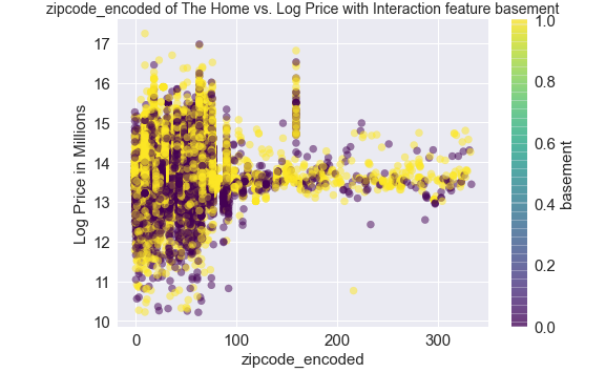 zipcode_encoded of The Home vs. Log Price with Interaction feature basement
17
16
15
14
13
12
11
10
Log Price in Millions
0 100 200 300
zipcode_encoded
1.0
0.8
0.6
0.4
0.2
0.0
basement